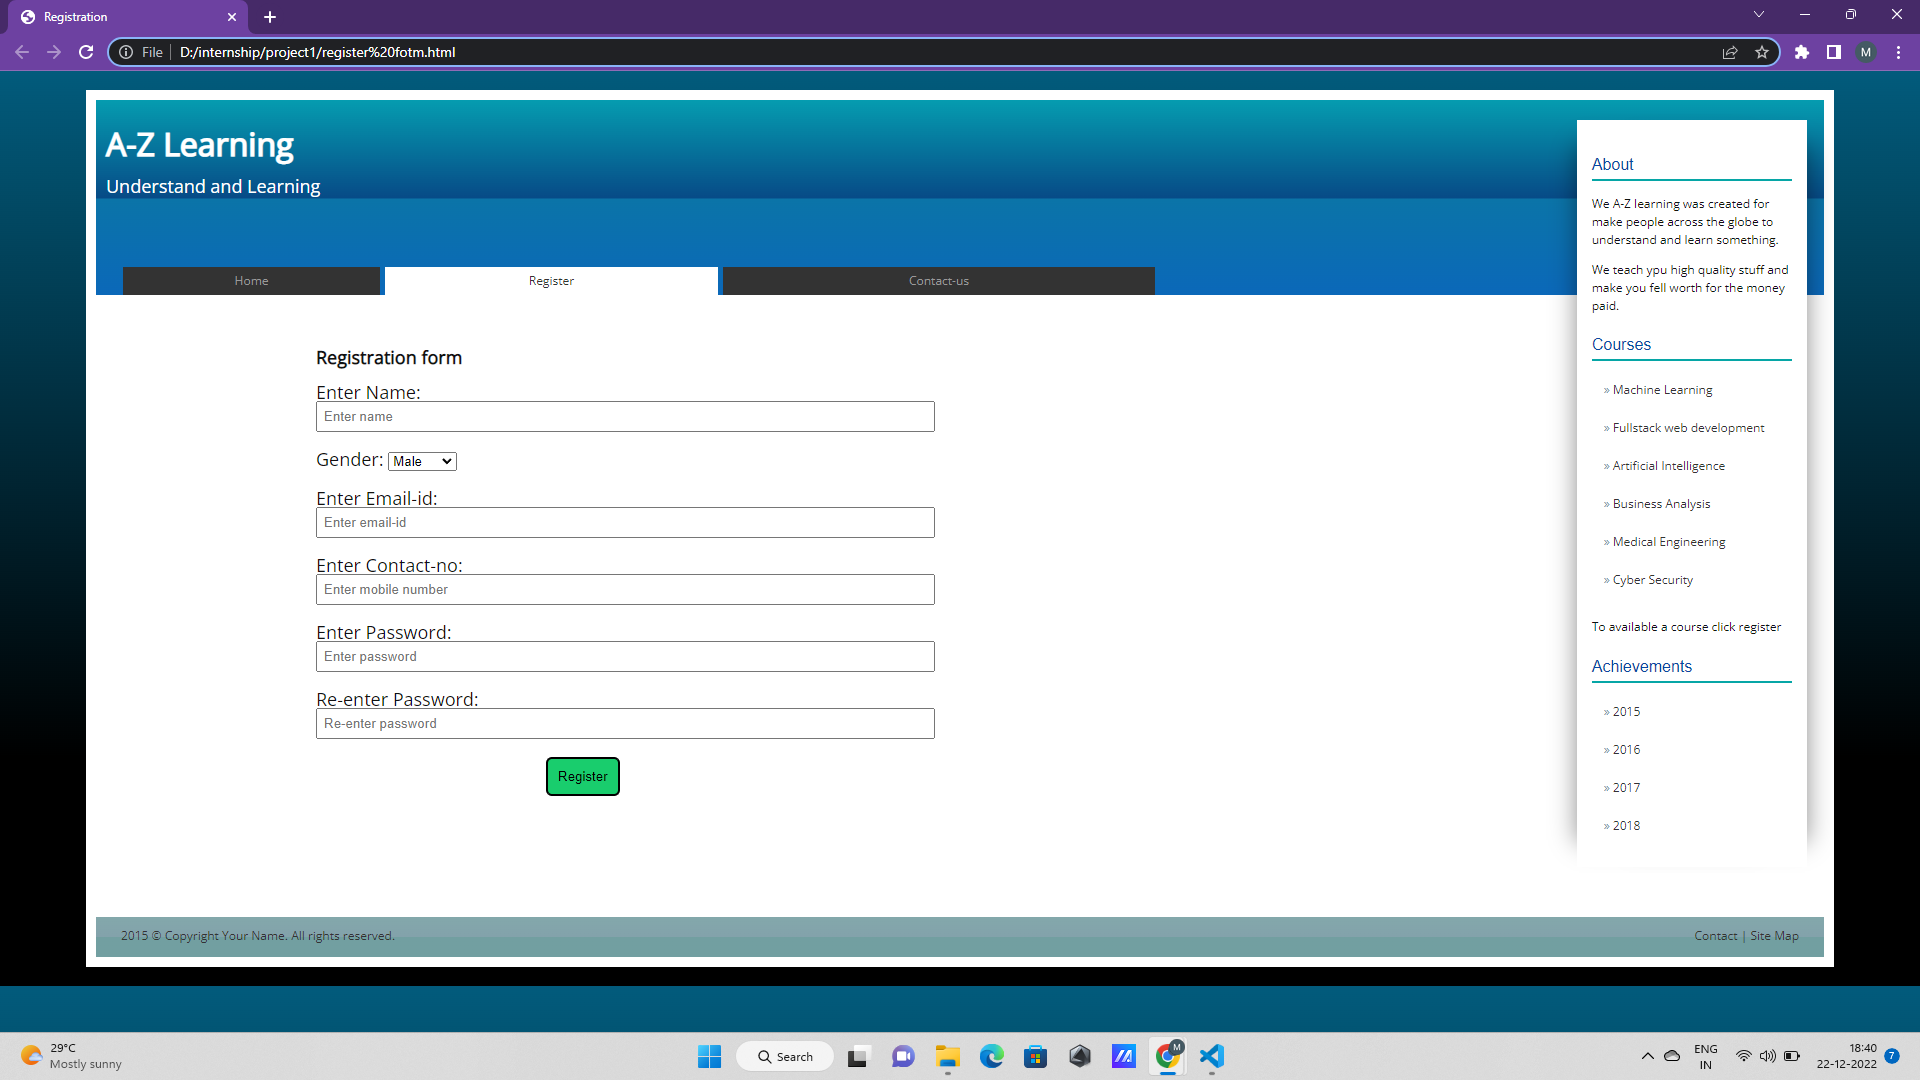 Registration
File
D:/internship/project1/register%20fotm.html
M
A-Z Learning
Understand and Learning
Home
Register
Contact-us
Registration form
Enter Name:
Enter name
Gender: Male
Enter Email-id:
Enter email-id
Enter Contact-no:
Enter mobile number
Enter Password:
Enter password
Re-enter Password:
Re-enter password
Register
About
We A-Z learning was created for
make people across the globe to
understand and learn something.
We teach ypu high quality stuff and
make you fell worth for the money
paid.
Courses
» Machine Learning
» Fullstack web development
» Artificial Intelligence
» Business Analysis
» Medical Engineering
» Cyber Security
To available a course click register
Achievements
» 2015
» 2016
» 2017
» 2018
2015 © Copyright Your Name. All rights reserved.
Contact | Site Map
29°C
Mostly sunny
Search
M
ENG
IN
18:40
22-12-2022
7